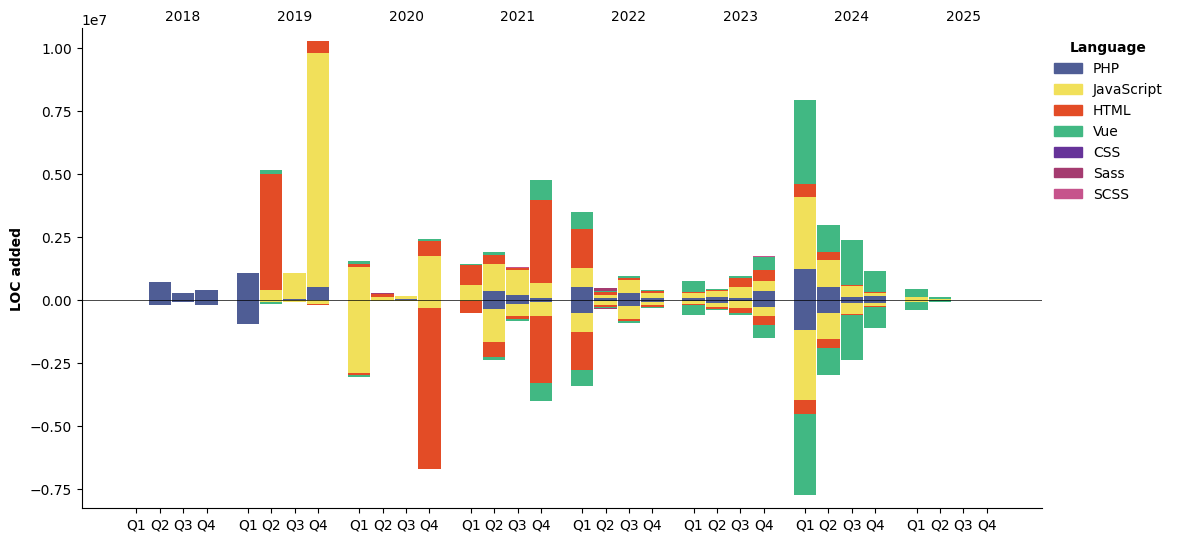 2018 2019 2020 2021 2022 2023 2024 2025
1e7
1.00
0.75
0.50
0.25
0.00
−0.25
−0.50
−0.75
LOC added
Q1 Q2 Q3 Q4 Q1 Q2 Q3 Q4 Q1 Q2 Q3 Q4 Q1 Q2 Q3 Q4 Q1 Q2 Q3 Q4 Q1 Q2 Q3 Q4 Q1 Q2 Q3 Q4 Q1 Q2 Q3 Q4
Language
PHP
JavaScript
HTML
Vue
CSS
Sass
SCSS